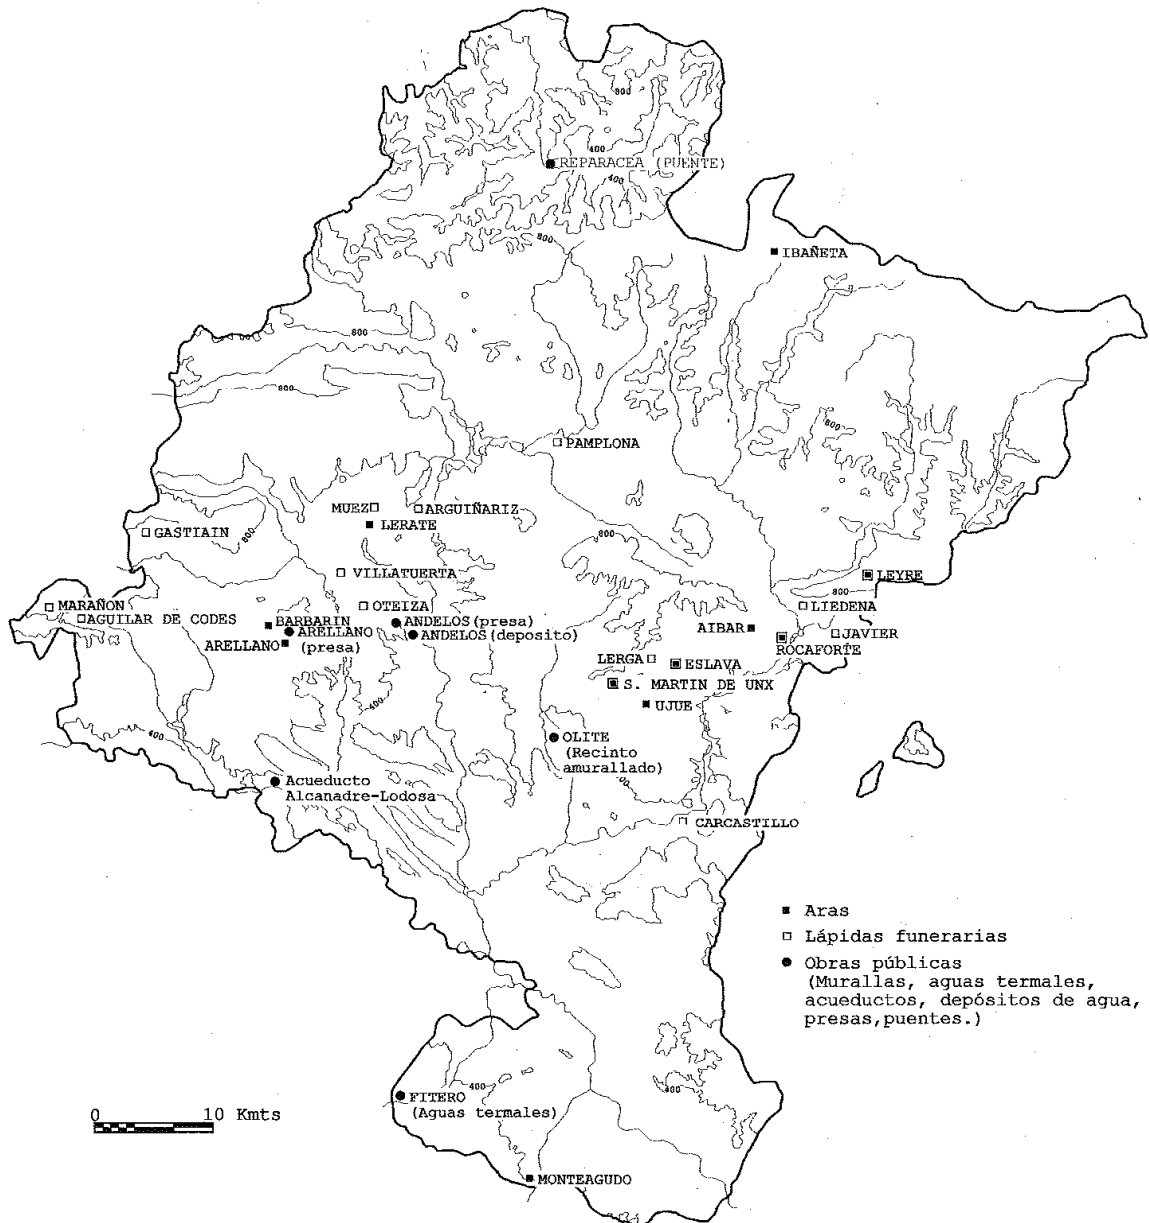 800
400
REPARACEA (PUENTE)
400
800
IBAÑETA
800
800
800
PAMPLONA
MUEZ
ARGUIÑARIZ
LERATE
GASTIAIN
800
800
VILLATUERTA
LEYRE
800
MARAÑON
AGUILAR DE CODES
OTEIZA
LIEDENA
BARBARIN
ANDELOS (presa)
ARELLANO
(presa)
ANDELOS (deposito)
AIBAR
JAVIER
ARELLANO
ROCAFORTE
LERGA
ESLAVA
S. MARTIN DE UNX
400
UJUE
400
OLITE
(Recinto
amurallado)
Acueducto
Alcanadre-Lodosa
CARCASTILLO
■ Aras
□ Lápidas funerarias
● Obras públicas
(Murallas, aguas termales,
acueductos, depósitos de agua,
presas,puentes.)
400
400
FITERO
(Aguas termales)
0 10 Kmts
MONTEAGUDO